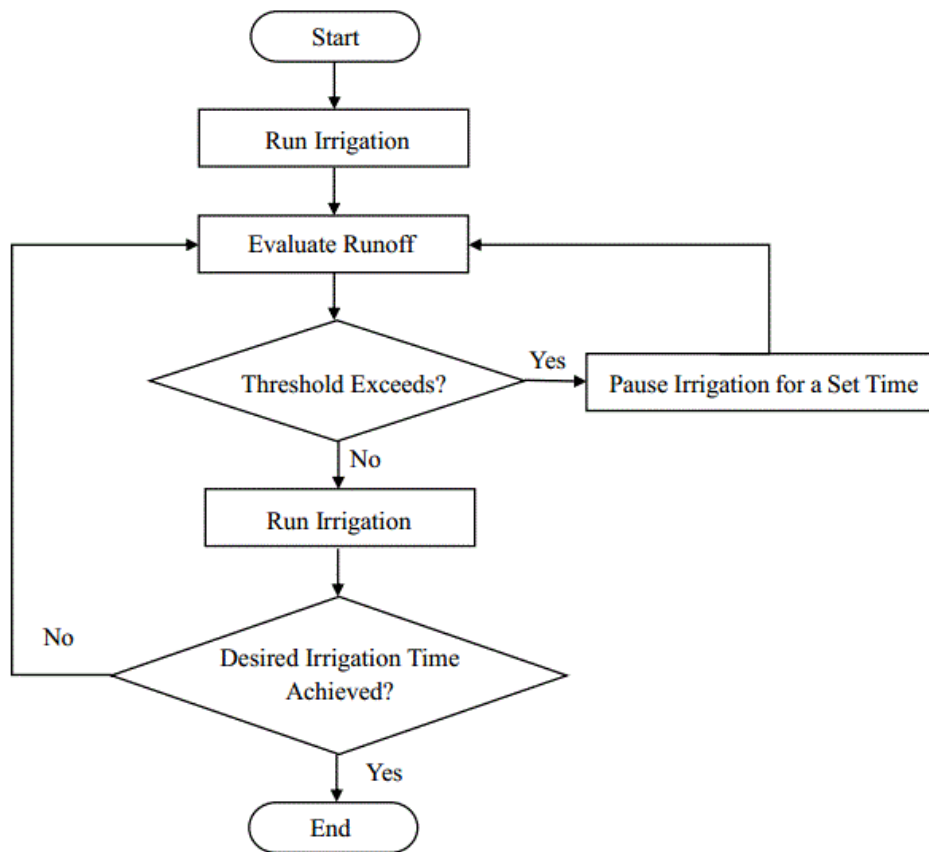 Start
Run Irrigation
Evaluate Runoff
Threshold Exceeds?
Yes
Pause Irrigation for a Set Time
No
Run Irrigation
No
Desired Irrigation Time
Achieved?
Yes
End